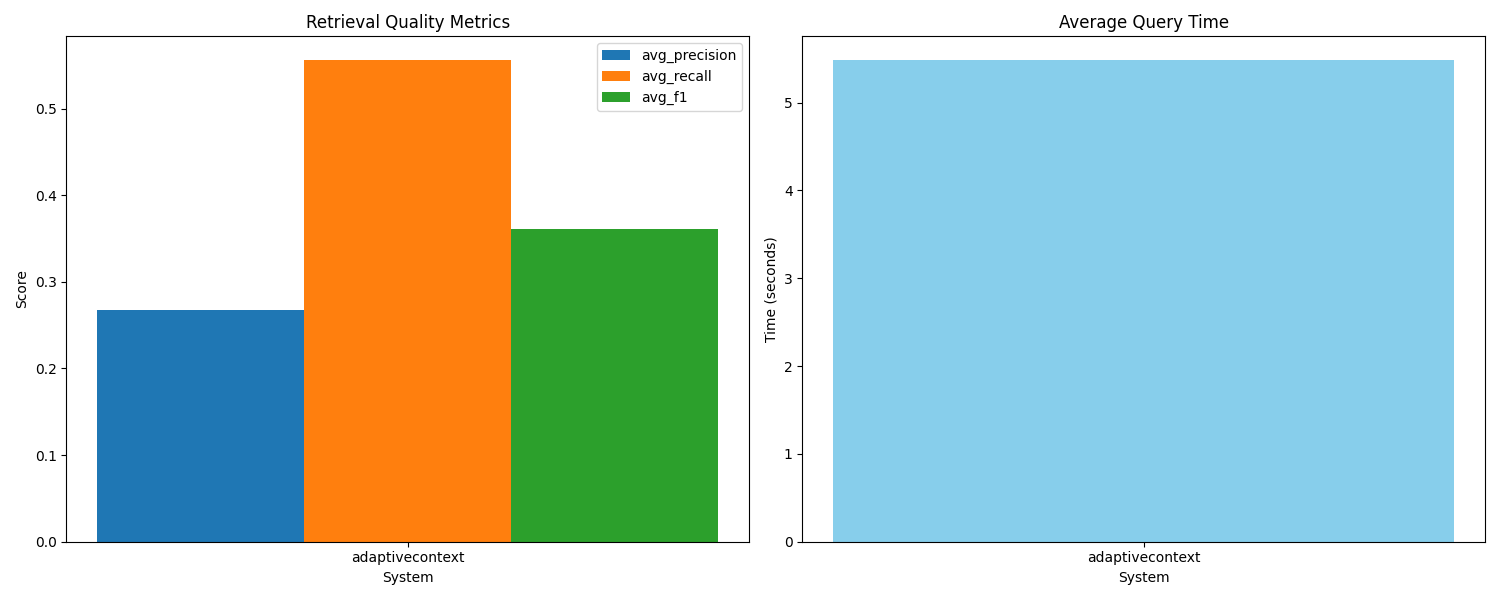 Retrieval Quality Metrics
avg_precision
avg_recall
avg_f1
0.5
0.4
0.3
0.2
0.1
0.0
Score
adaptivecontext
System
Average Query Time
5
4
3
2
1
0
Time (seconds)
adaptivecontext
System